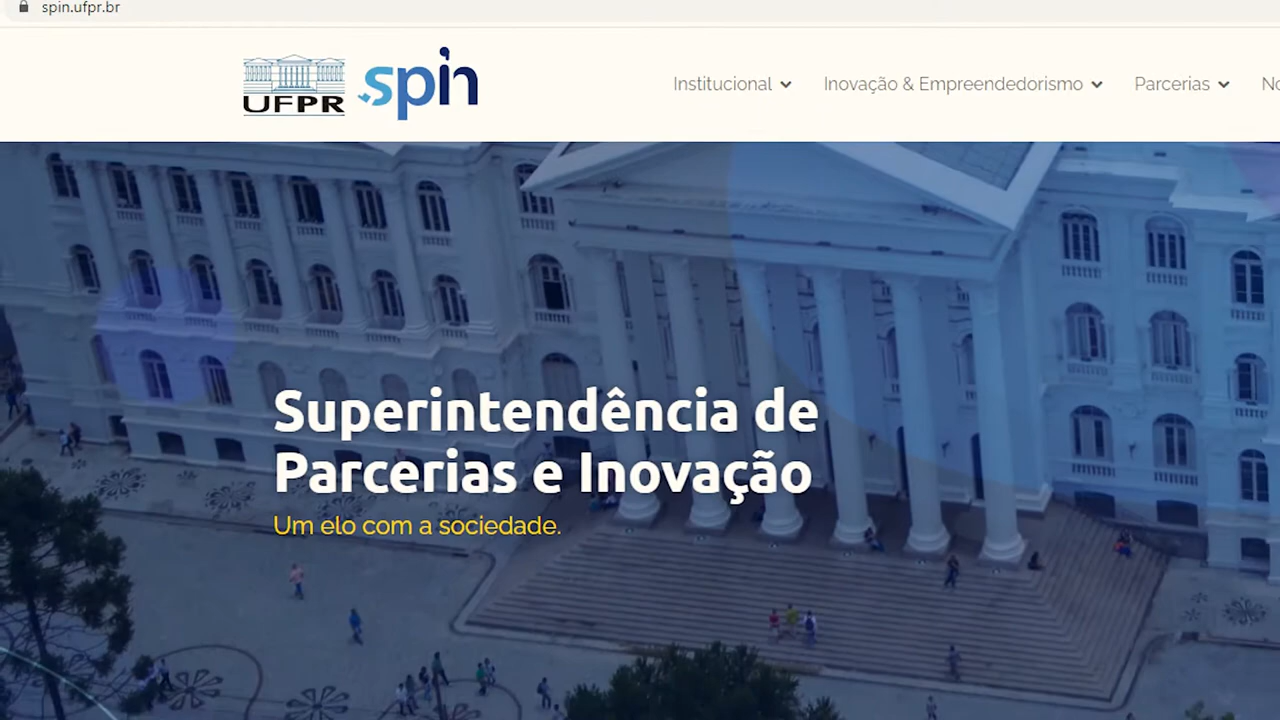 spin.ufpr.br
UFPR
spin
Institucional
Inovação & Empreendedorismo
Parcerias
Superintendência de
Parcerias e Inovação
Um elo com a sociedade.